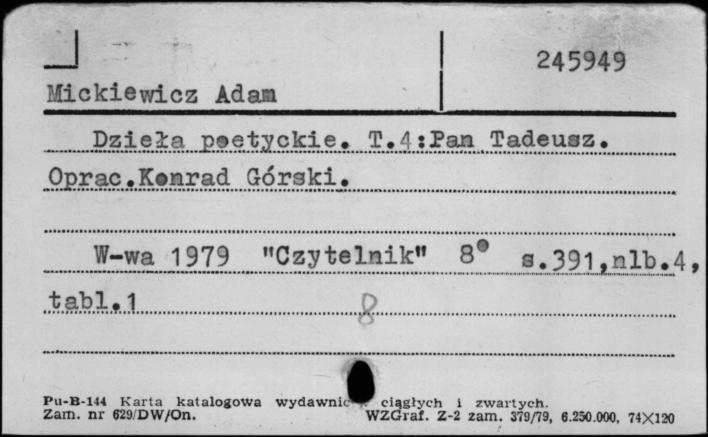 245949
Mickiewicz Adam
Dzieła poetyckie. T.4:Pan Tadeusz.
Oprac.Konrad Górski.
W-wa 1979 "Czytelnik" 8° s.391,nlb.4,
tabl.1
8
Pu-B-144 Karta katalogowa wydawnic ciągłych i zwartych.
Zam. nr 629/DW/On. WZGraf. Z-2 zam. 379/79, 6.250.000, 74×120